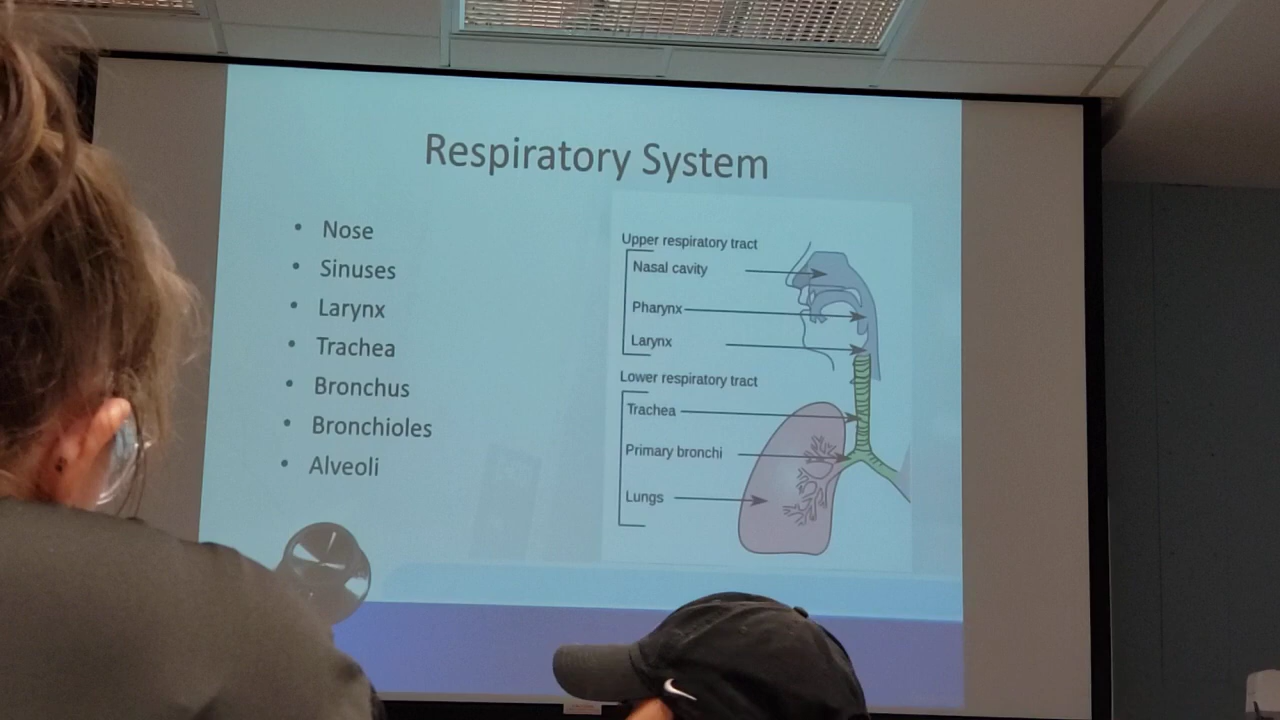 Respiratory System
• Nose
• Sinuses
• Larynx
• Trachea
• Bronchus
• Bronchioles
• Alveoli
Upper respiratory tract
Nasal cavity
Pharynx
Larynx
Lower respiratory tract
Trachea
Primary bronchi
Lungs